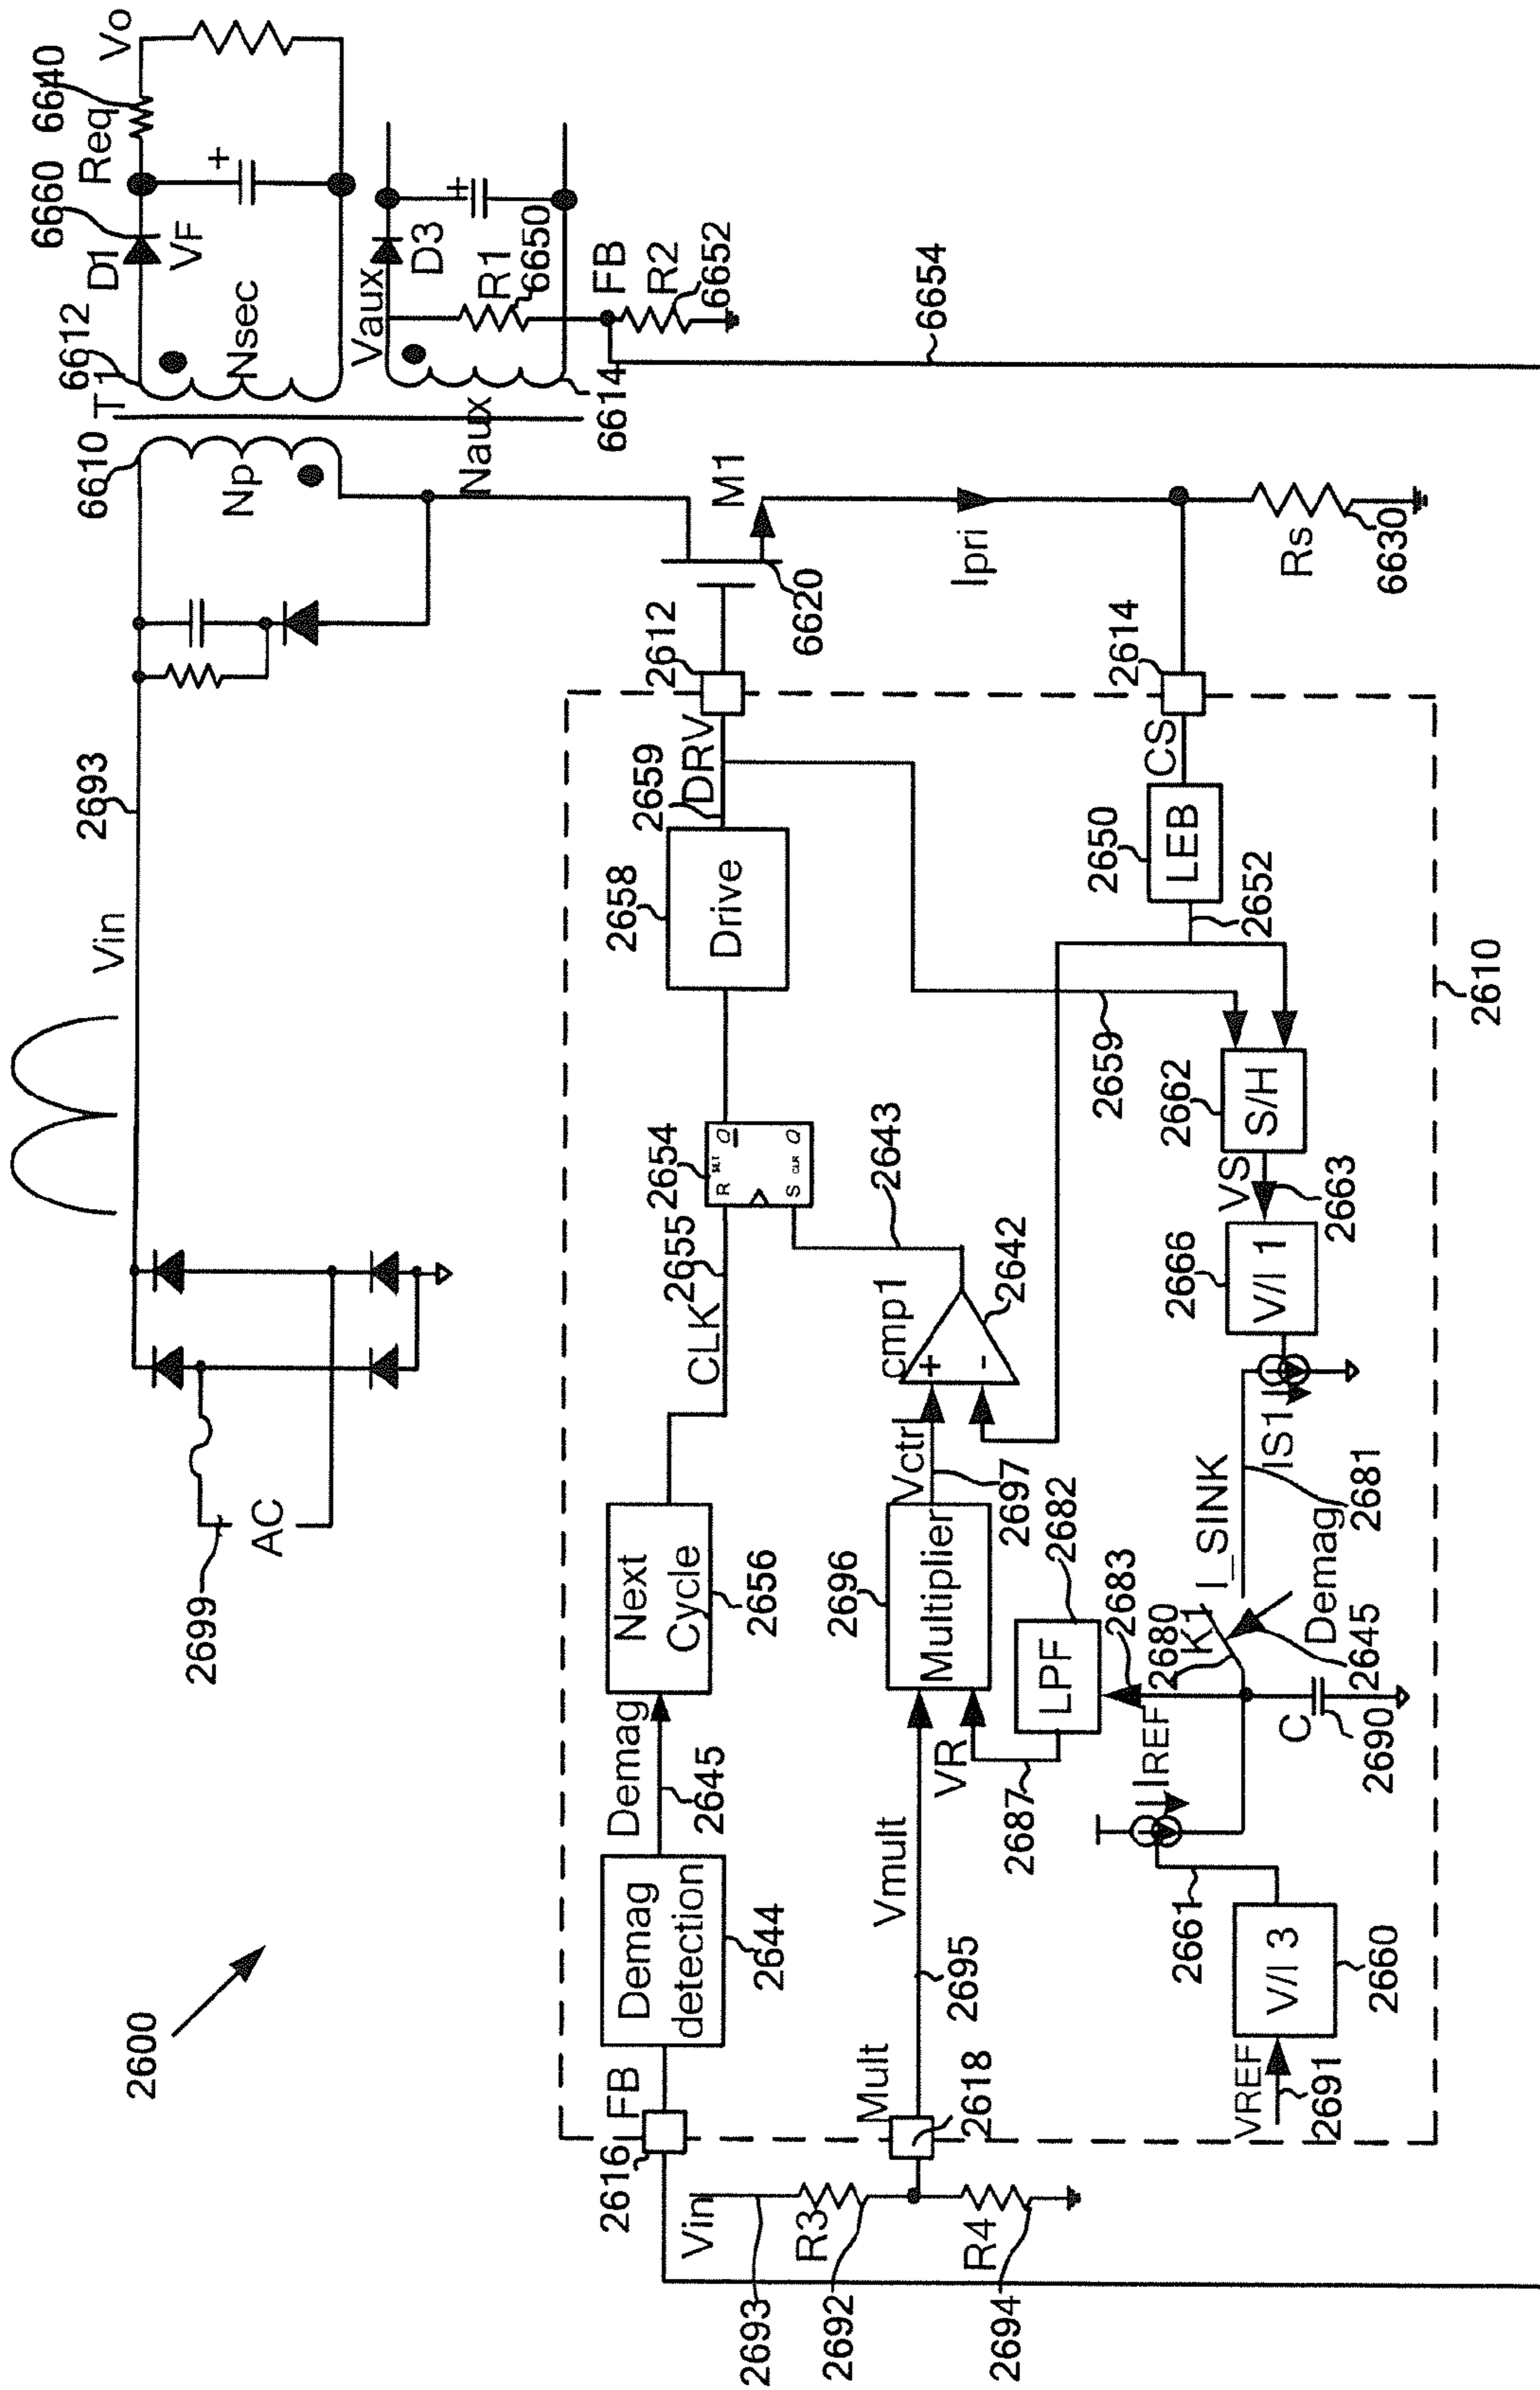 2600
2699
AC
Vin
2693
6610
Np
T1
6612
Nsec
D1
6660
VF
Req
6640
Vo
Naux
6614
Vaux
D3
R1
6650
FB
R2
6652
6654
M1
6620
Ipri
Rs
6630
2616
FB
Demag
detection
2644
Demag
2645
Next
Cycle
2656
CLK
2655
2654
R
SET
Q
S
CLR
Q
2658
Drive
2659
DRV
2612
Vin
2693
R3
2692
R4
2694
Mult
2618
2695
Vmult
VR
2687
2696
Multiplier
Vctrl
2697
cmp1
+
-
2642
2643
LPF
2682
2683
2614
CS
2650
LEB
2652
2659
2662
S/H
VS
2663
2666
V/I 1
IS1
I_SINK
2681
Demag
2645
K1
2680
C
2690
IREF
2661
V/I 3
2660
VREF
2691
2610
+
+